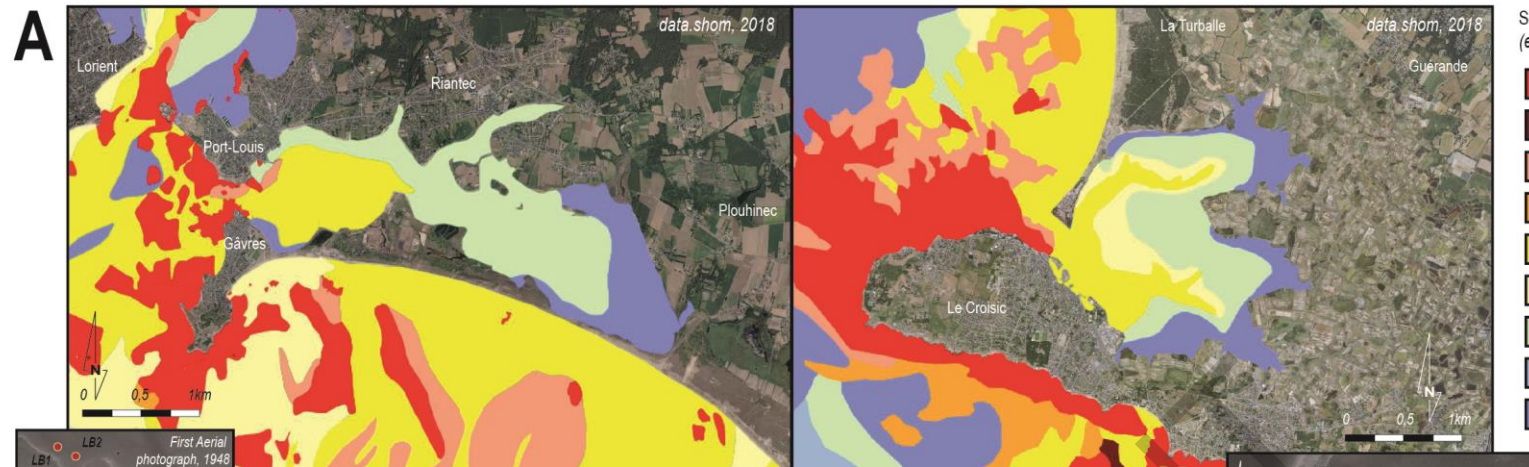 A
data.shom, 2018
Lorient
Riantec
Port-Louis
Plouhinec
Gâvres
N
0 0,5 1km
LB2
LB1
First Aerial
photograph, 1948
data.shom, 2018
La Turballe
Guérande
Le Croisic
N
0 0,5 1km